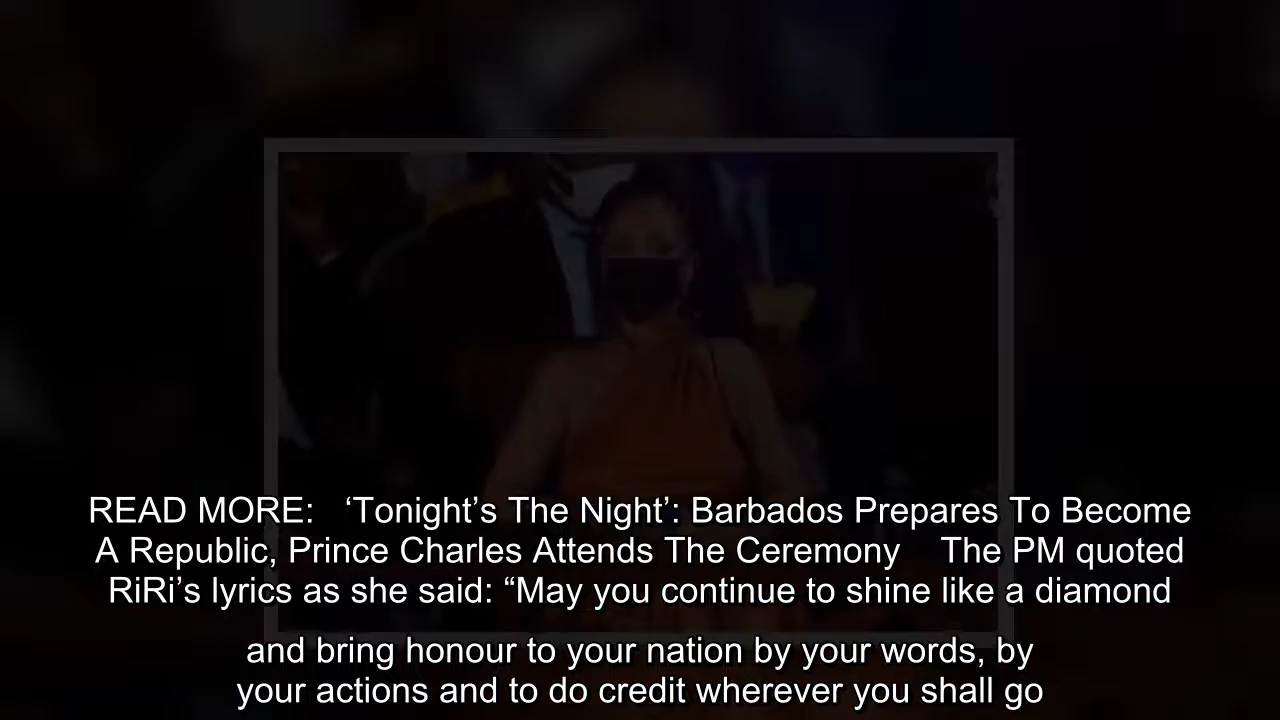 READ MORE: ‘Tonight’s The Night’: Barbados Prepares To Become
A Republic, Prince Charles Attends The Ceremony The PM quoted
RiRi’s lyrics as she said: “May you continue to shine like a diamond
and bring honour to your nation by your words, by
your actions and to do credit wherever you shall go